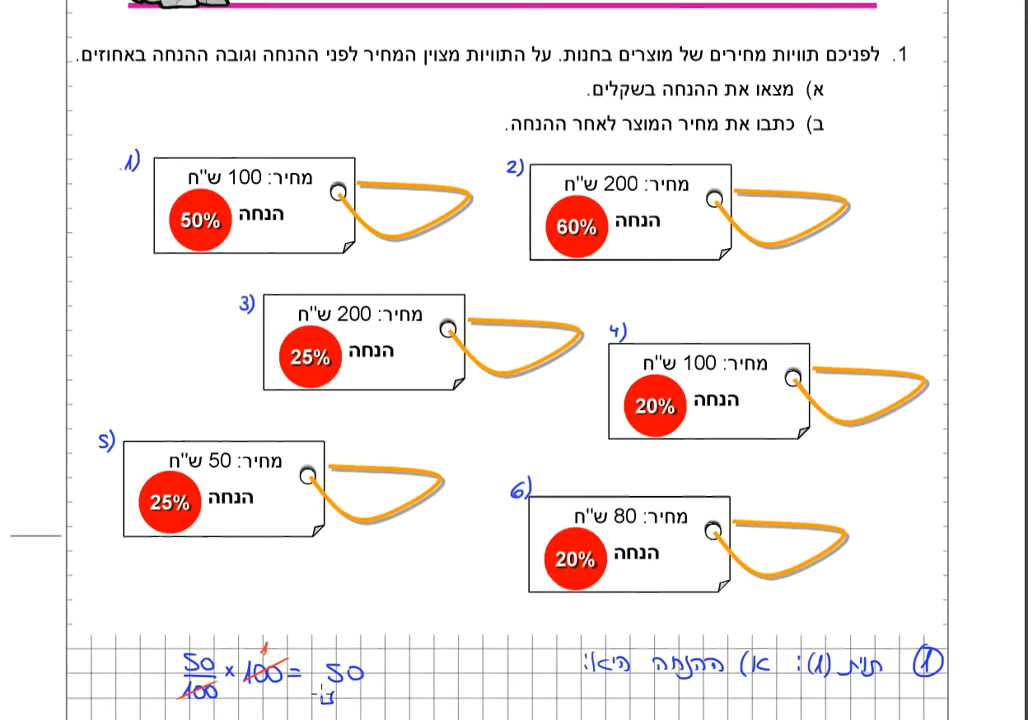 1. לפניכם תוויות מחירים של מוצרים בחנות. על התוויות מצוין המחיר לפני ההנחה וגובה ההנחה באחוזים.
א) מצאו את ההנחה בשקלים.
ב) כתבו את מחיר המוצר לאחר ההנחה.
1)
מחיר: 100 ש"ח
הנחה 50%
2)
מחיר: 200 ש"ח
הנחה 60%
3)
מחיר: 200 ש"ח
הנחה 25%
4)
מחיר: 100 ש"ח
הנחה 20%
5)
מחיר: 50 ש"ח
הנחה 25%
6)
מחיר: 80 ש"ח
הנחה 20%
① תווית (1): א) ההנחה היא:
50/100 × 100 = 50
1